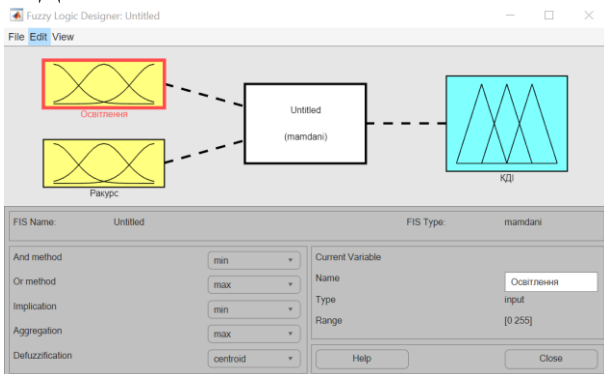 Fuzzy Logic Designer: Untitled
File Edit View
Освітлення
Ракурс
Untitled
(mamdani)
КДІ
FIS Name: Untitled FIS Type: mamdani
And method min
Or method max
Implication min
Aggregation max
Defuzzification centroid
Current Variable
Name Освітлення
Type input
Range [0 255]
Help Close